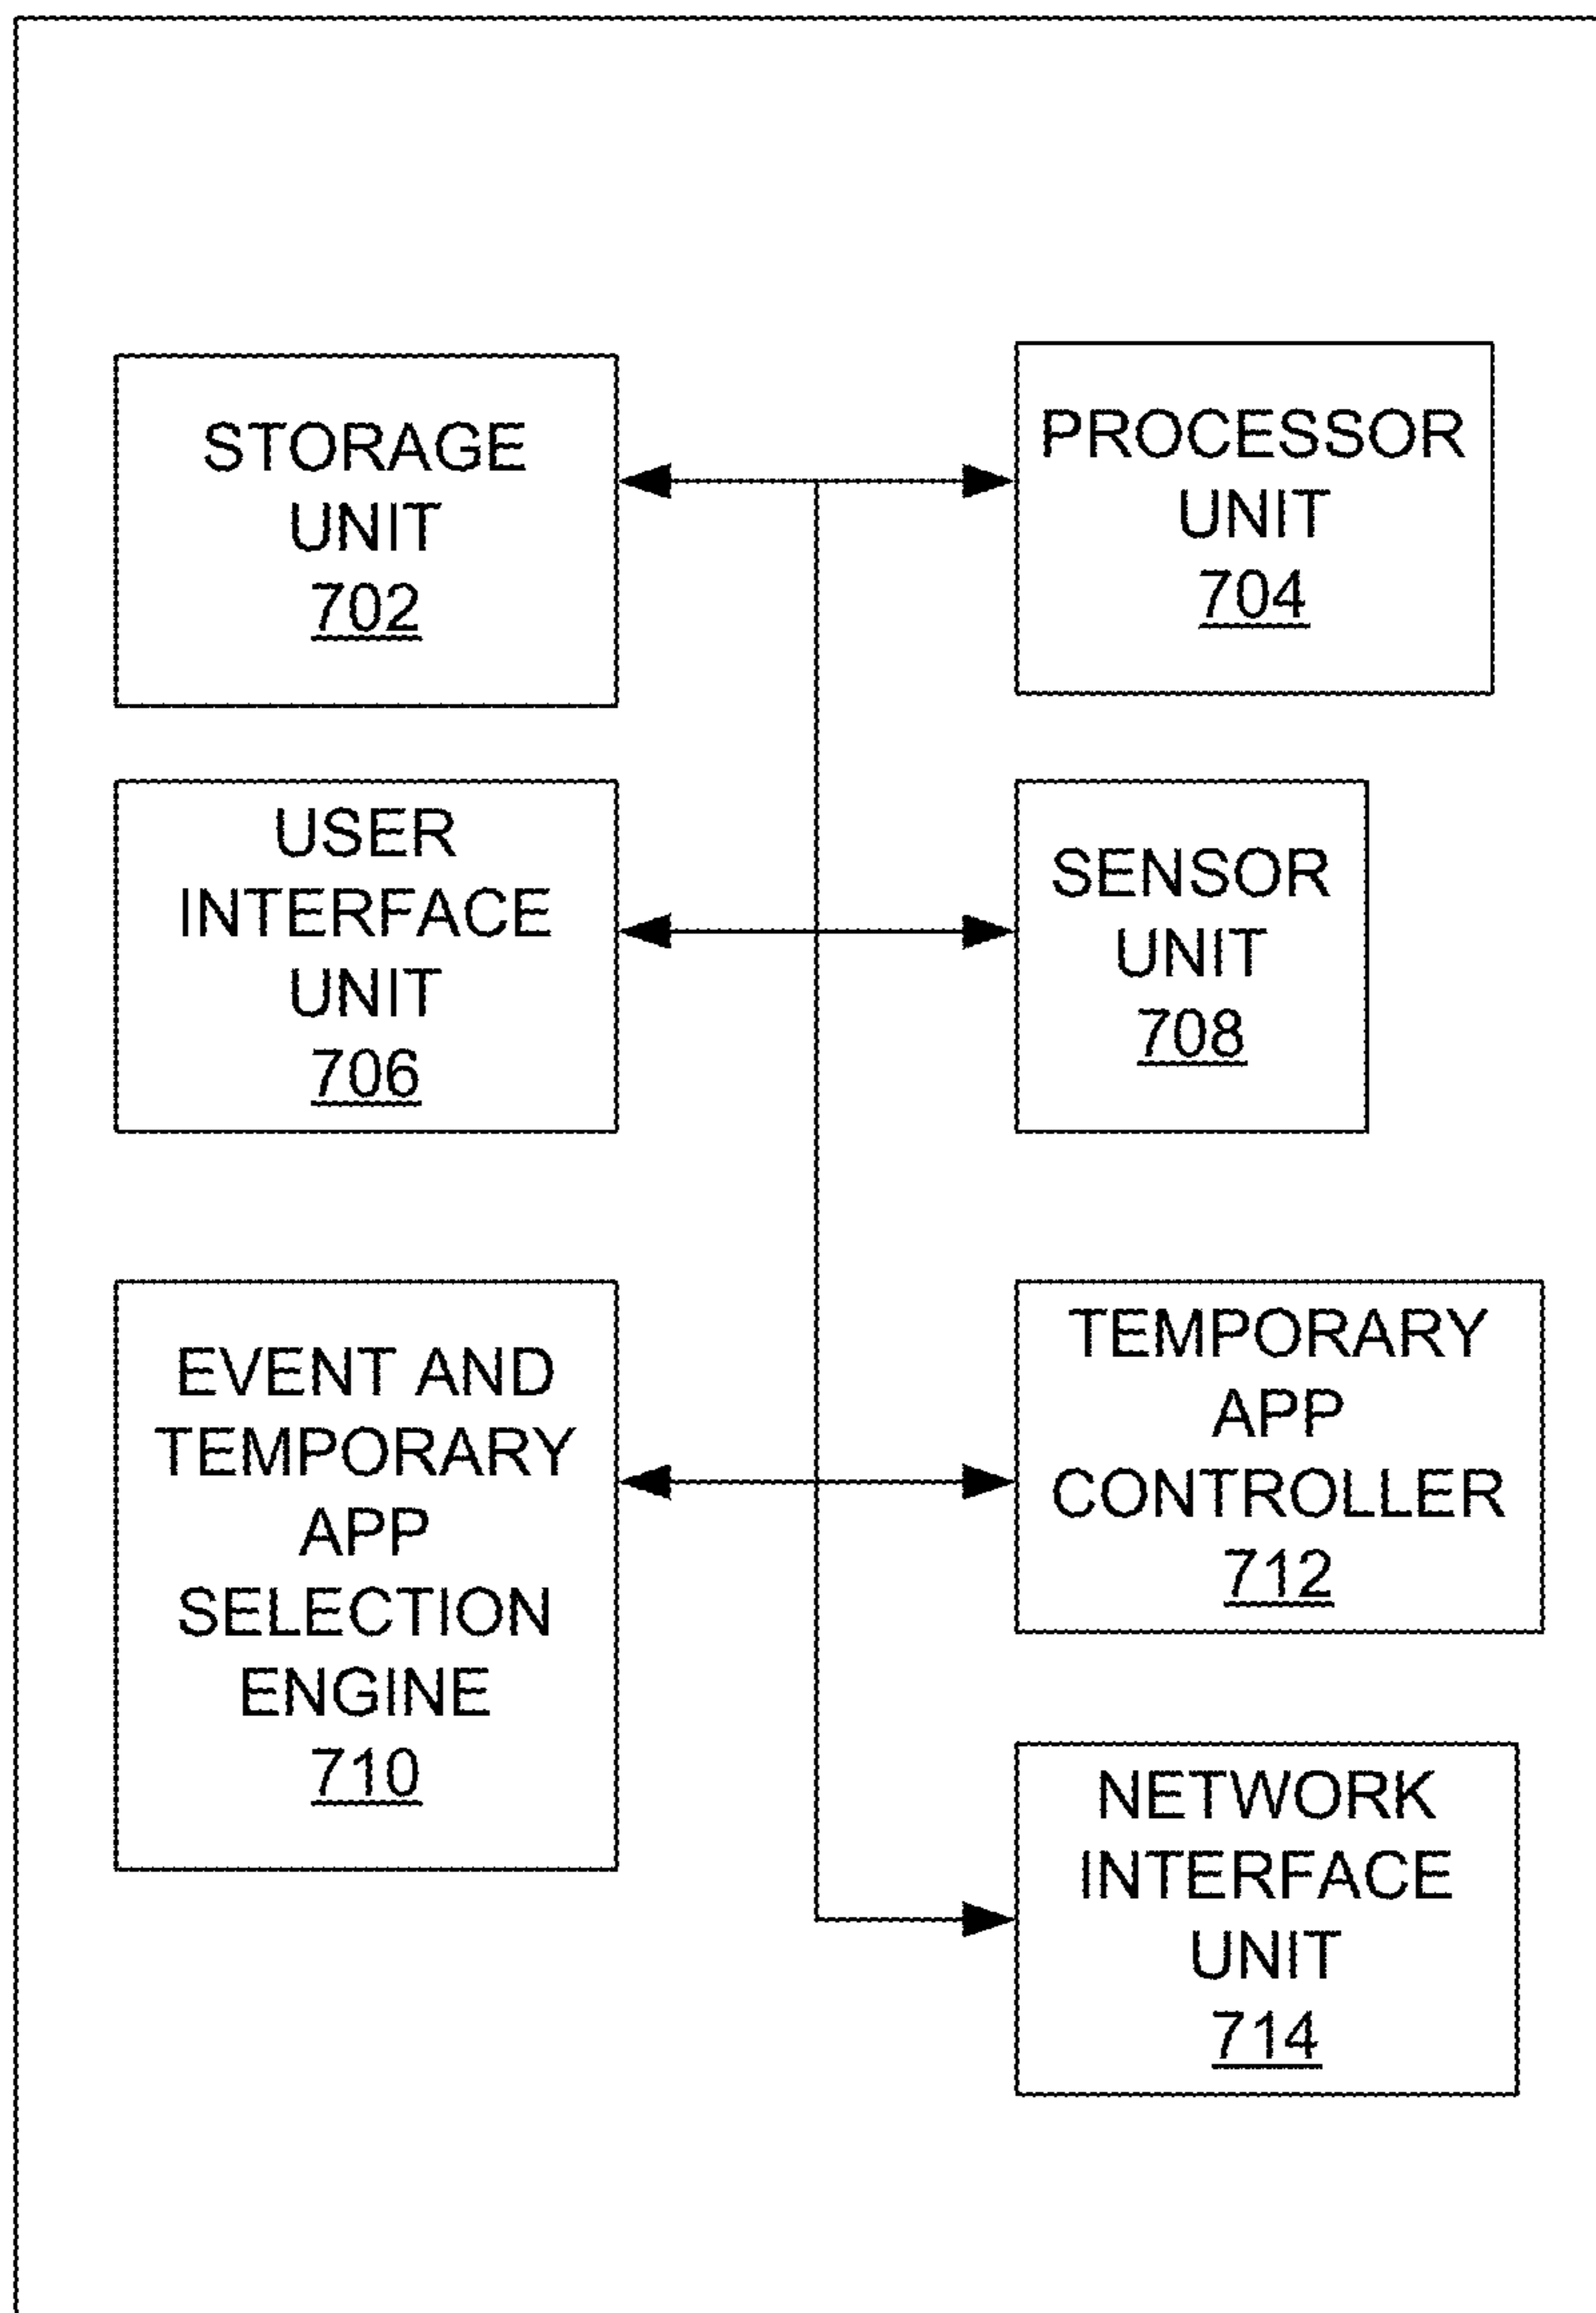 STORAGE
UNIT
702
PROCESSOR
UNIT
704
USER
INTERFACE
UNIT
706
SENSOR
UNIT
708
EVENT AND
TEMPORARY
APP
SELECTION
ENGINE
710
TEMPORARY
APP
CONTROLLER
712
NETWORK
INTERFACE
UNIT
714